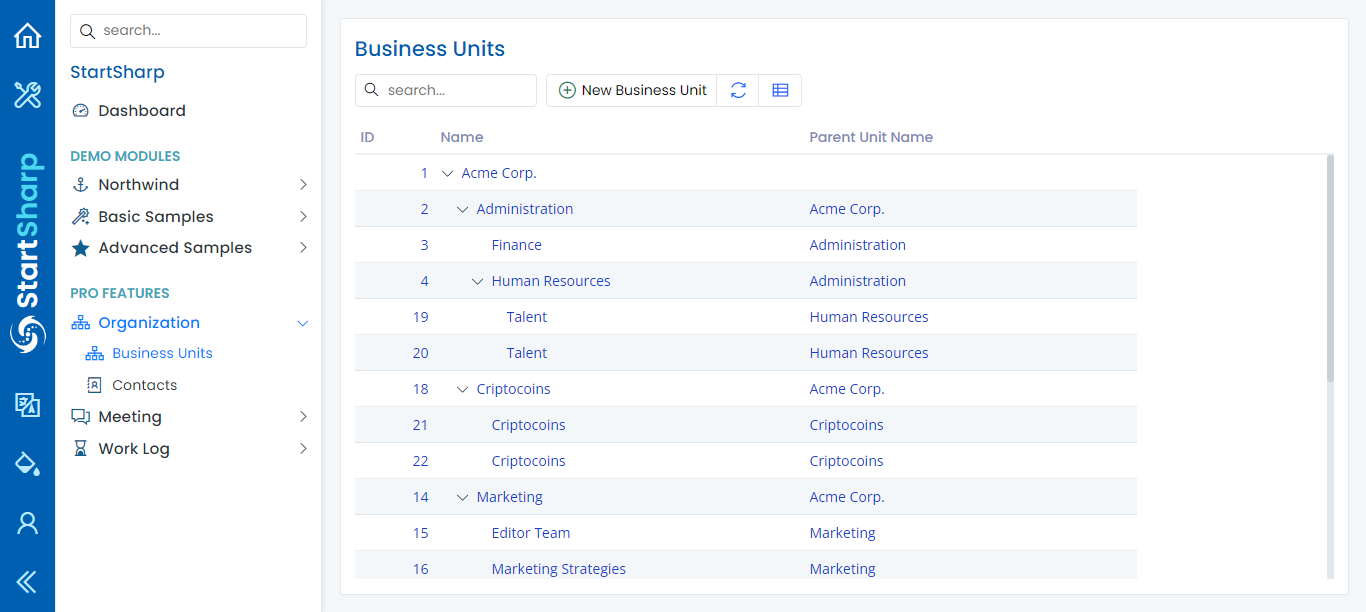 StartSharp
search...
StartSharp
Dashboard
DEMO MODULES
Northwind
Basic Samples
Advanced Samples
PRO FEATURES
Organization
Business Units
Contacts
Meeting
Work Log
Business Units
search...
New Business Unit
ID Name Parent Unit Name
1 Acme Corp.
2 Administration Acme Corp.
3 Finance Administration
4 Human Resources Administration
19 Talent Human Resources
20 Talent Human Resources
18 Criptocoins Acme Corp.
21 Criptocoins Criptocoins
22 Criptocoins Criptocoins
14 Marketing Acme Corp.
15 Editor Team Marketing
16 Marketing Strategies Marketing